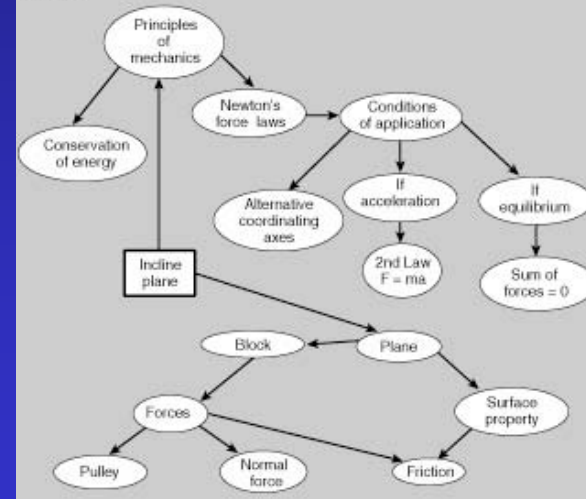 Principles
of
mechanics
Newton's
force laws
Conditions
of application
Conservation
of energy
Alternative
coordinating
axes
If
acceleration
If
equilibrium
2nd Law
F = ma
Sum of
forces = 0
Incline
plane
Block
Plane
Forces
Surface
property
Pulley
Normal
force
Friction